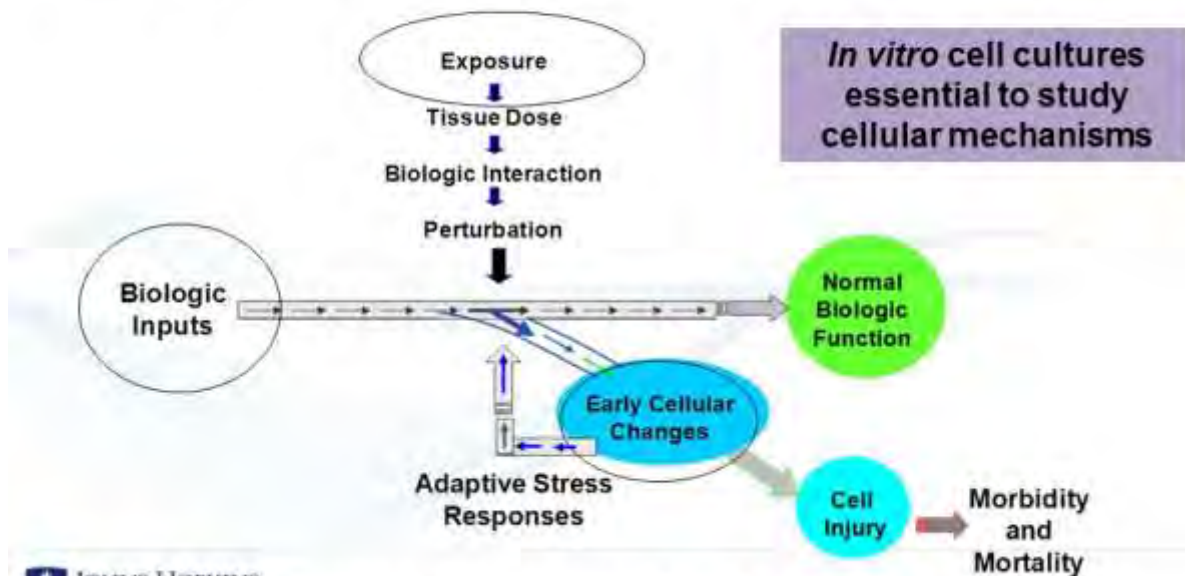 Exposure
In vitro cell cultures
essential to study
cellular mechanisms
Tissue Dose
Biologic Interaction
Perturbation
Biologic
Inputs
Normal
Biologic
Function
Early Cellular
Changes
Adaptive Stress
Responses
Cell
Injury
Morbidity
and
Mortality